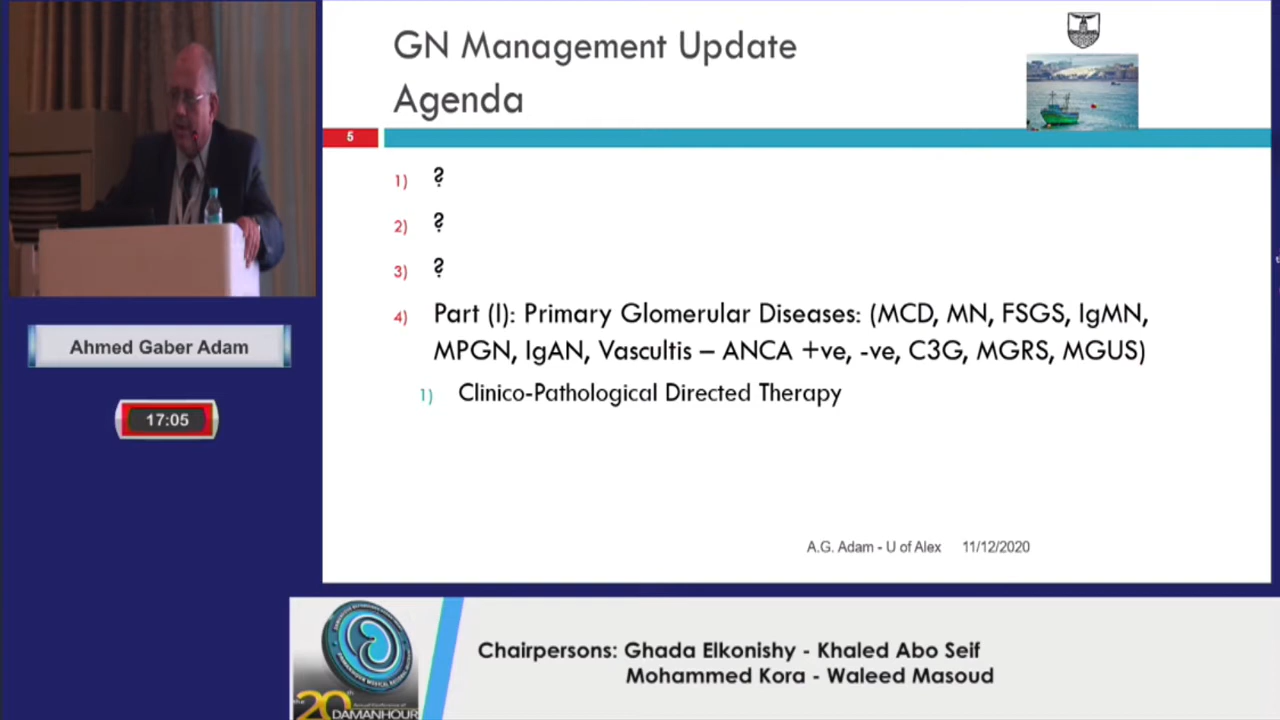 GN Management Update
Agenda
5
1) ?
2) ?
3) ?
4) Part (I): Primary Glomerular Diseases: (MCD, MN, FSGS, IgMN,
MPGN, IgAN, Vascultis – ANCA +ve, -ve, C3G, MGRS, MGUS)
1) Clinico-Pathological Directed Therapy
A.G. Adam - U of Alex 11/12/2020
Ahmed Gaber Adam
17:05
Chairpersons: Ghada Elkonishy - Khaled Abo Seif
Mohammed Kora - Waleed Masoud
the 20th
DAMANHOUR